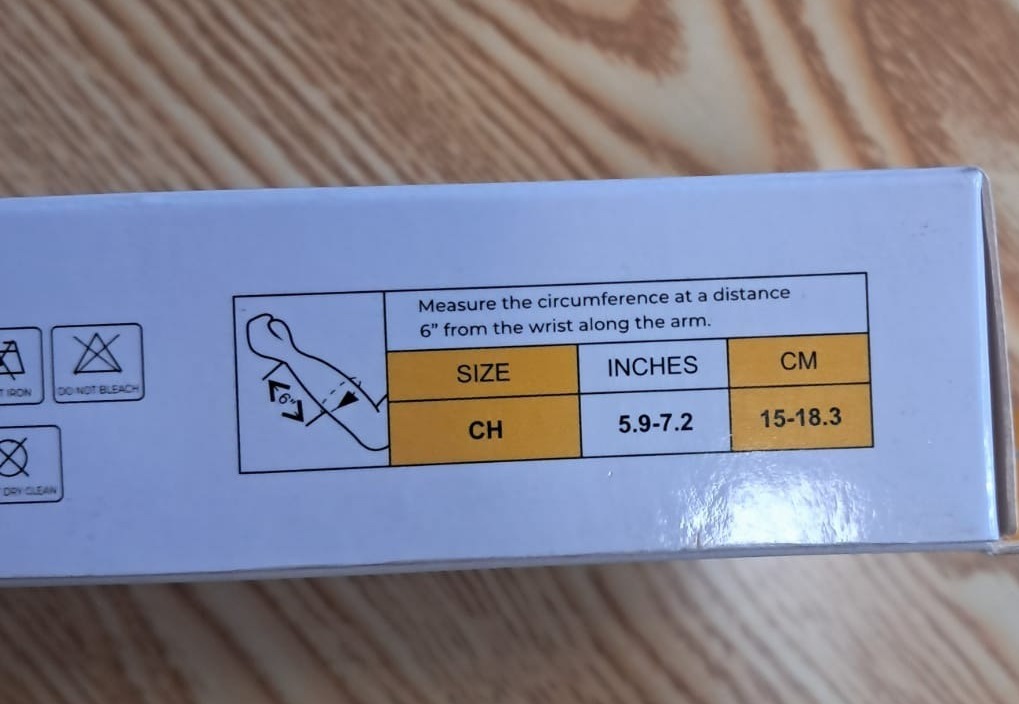 Measure the circumference at a distance
6” from the wrist along the arm.
SIZE INCHES CM
CH 5.9-7.2 15-18.3
6"
IRON
DO NOT BLEACH
DRY CLEAN